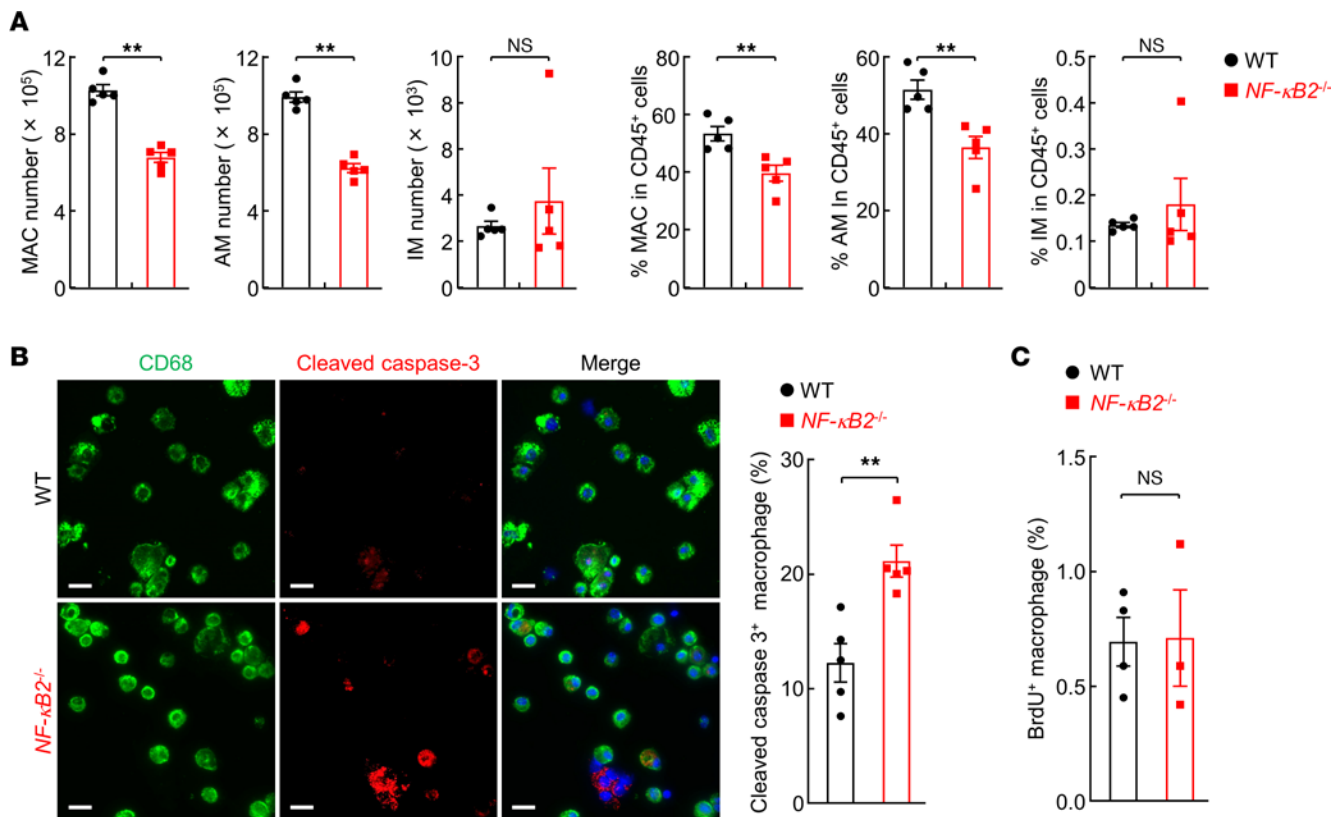 A
MAC number (× 10⁵)
12
8
4
0
**
AM number (× 10⁵)
12
8
4
0
**
IM number (× 10³)
10
8
6
4
2
0
NS
% MAC in CD45⁺ cells
80
60
40
20
0
**
% AM In CD45⁺ cells
60
40
20
0
**
% IM in CD45⁺ cells
0.5
0.4
0.3
0.2
0.1
0
NS
WT
NF-κB2⁻/⁻
B
CD68
Cleaved caspase-3
Merge
WT
NF-κB2⁻/⁻
WT
NF-κB2⁻/⁻
Cleaved caspase 3⁺ macrophage (%)
30
20
10
0
**
C
WT
NF-κB2⁻/⁻
BrdU⁺ macrophage (%)
1.5
1.0
0.5
0.0
NS